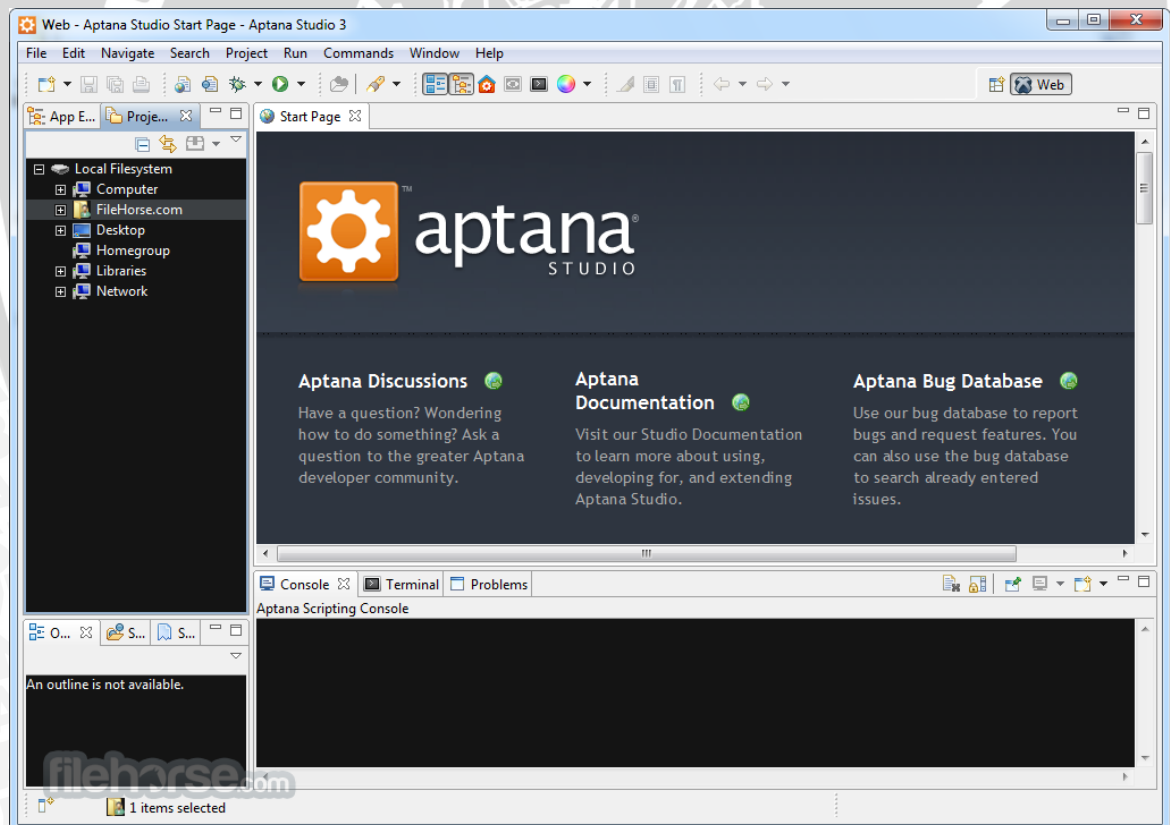 Web - Aptana Studio Start Page - Aptana Studio 3
File Edit Navigate Search Project Run Commands Window Help
Web
App E... Proje...
Start Page
Local Filesystem
Computer
FileHorse.com
Desktop
Homegroup
Libraries
Network
aptana®
STUDIO
™
Aptana Discussions
Have a question? Wondering
how to do something? Ask a
question to the greater Aptana
developer community.
Aptana
Documentation
Visit our Studio Documentation
to learn more about using,
developing for, and extending
Aptana Studio.
Aptana Bug Database
Use our bug database to report
bugs and request features. You
can also use the bug database
to search already entered
issues.
Console Terminal Problems
Aptana Scripting Console
O... S... S...
An outline is not available.
filehorse.com
1 items selected